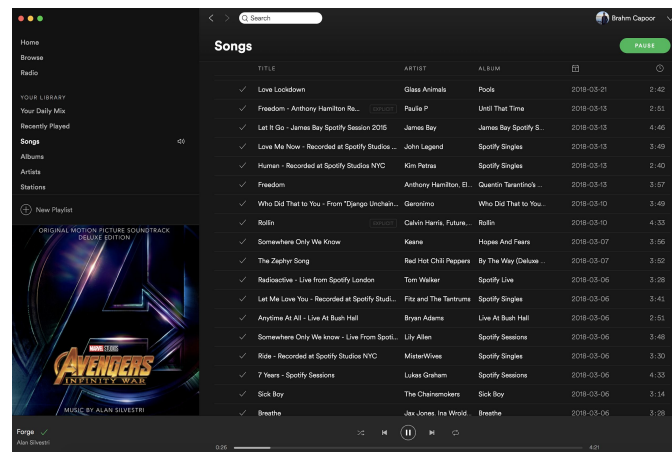 Search
Brahm Capoor
Home
Browse
Radio
YOUR LIBRARY
Your Daily Mix
Recently Played
Songs
Albums
Artists
Stations
New Playlist
ORIGINAL MOTION PICTURE SOUNDTRACK
DELUXE EDITION
MARVEL STUDIOS
AVENGERS
INFINITY WAR
MUSIC BY ALAN SILVESTRI
Songs
PAUSE
TITLE ARTIST ALBUM
Love Lockdown Glass Animals Pools 2018-03-21 2:42
Freedom - Anthony Hamilton Re... EXPLICIT Paulie P Until That Time 2018-03-13 2:51
Let It Go - James Bay Spotify Session 2015 James Bay James Bay Spotify S... 2018-03-13 4:46
Love Me Now - Recorded at Spotify Studios ... John Legend Spotify Singles 2018-03-13 3:49
Human - Recorded at Spotify Studios NYC Kim Petras Spotify Singles 2018-03-13 2:40
Freedom Anthony Hamilton, El... Quentin Tarantino's ... 2018-03-13 3:57
Who Did That to You - From "Django Unchain... Geronimo Who Did That to You... 2018-03-10 3:49
Rollin EXPLICIT Calvin Harris, Future,... Rollin 2018-03-10 4:33
Somewhere Only We Know Keane Hopes And Fears 2018-03-07 3:56
The Zephyr Song Red Hot Chili Peppers By The Way (Deluxe ... 2018-03-07 3:52
Radioactive - Live from Spotify London Tom Walker Spotify Live 2018-03-06 3:28
Let Me Love You - Recorded at Spotify Studi... Fitz and The Tantrums Spotify Singles 2018-03-06 3:41
Anytime At All - Live At Bush Hall Bryan Adams Live At Bush Hall 2018-03-06 2:51
Somewhere Only We know - Live From Spoti... Lily Allen Spotify Sessions 2018-03-06 3:48
Ride - Recorded at Spotify Studios NYC MisterWives Spotify Singles 2018-03-06 3:30
7 Years - Spotify Sessions Lukas Graham Spotify Sessions 2018-03-06 4:33
Sick Boy The Chainsmokers Sick Boy 2018-03-06 3:14
Breathe Jax Jones, Ina Wrold... Breathe 2018-03-06 3:28
Forge
Alan Silvestri
0:26 4:21